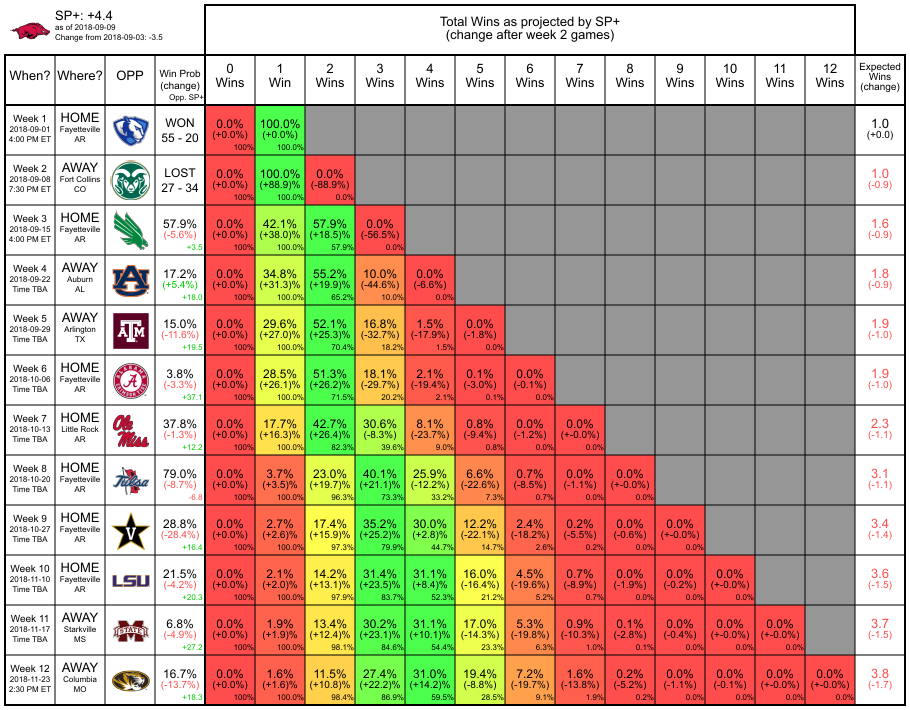 SP+: +4.4
as of 2018-09-09
Change from 2018-09-03: -3.5
Total Wins as projected by SP+
(change after week 2 games)
When? Where? OPP Win Prob (change) Opp. SP+ 0 Wins 1 Win 2 Wins 3 Wins 4 Wins 5 Wins 6 Wins 7 Wins 8 Wins 9 Wins 10 Wins 11 Wins 12 Wins Expected Wins (change)
Week 1 HOME WON 0.0% 100.0% 1.0
2018-09-01 Fayetteville 55 - 20 (+0.0%) (+0.0%) (+0.0)
4:00 PM ET AR 100% 100.0%
Week 2 AWAY LOST 0.0% 100.0% 0.0% 1.0
2018-09-08 Fort Collins 27 - 34 (+0.0%) (+88.9)% (-88.9%) (-0.9)
7:30 PM ET CO 100% 100.0% 0.0%
Week 3 HOME 57.9% 0.0% 42.1% 57.9% 0.0% 1.6
2018-09-15 Fayetteville (-5.6%) (+0.0%) (+38.0)% (+18.5)% (-56.5%) (-0.9)
4:00 PM ET AR +3.5 100% 100.0% 57.9% 0.0%
Week 4 AWAY 17.2% 0.0% 34.8% 55.2% 10.0% 0.0% 1.8
2018-09-22 Auburn (+5.4%) (+0.0%) (+31.3)% (+19.9)% (-44.6%) (-6.6%) (-0.9)
Time TBA AL +18.0 100% 100.0% 65.2% 10.0% 0.0%
Week 5 AWAY ATM 15.0% 0.0% 29.6% 52.1% 16.8% 1.5% 0.0% 1.9
2018-09-29 Arlington (-11.6%) (+0.0%) (+27.0)% (+25.3)% (-32.7%) (-17.9%) (-1.8%) (-1.0)
Time TBA TX +19.5 100% 100.0% 70.4% 18.2% 1.5% 0.0%
Week 6 HOME 3.8% 0.0% 28.5% 51.3% 18.1% 2.1% 0.1% 0.0% 1.9
2018-10-06 Fayetteville (-3.3%) (+0.0%) (+26.1)% (+26.2)% (-29.7%) (-19.4%) (-3.0%) (-0.1%) (-1.0)
Time TBA AR +37.1 100% 100.0% 71.5% 20.2% 2.1% 0.1% 0.0%
Week 7 HOME Ole Miss 37.8% 0.0% 17.7% 42.7% 30.6% 8.1% 0.8% 0.0% 0.0% 2.3
2018-10-13 Little Rock (-1.3%) (+0.0%) (+16.3)% (+26.4)% (-8.3%) (-23.7%) (-9.4%) (-1.2%) (+-0.0%) (-1.1)
Time TBA AR +12.2 100% 100.0% 82.3% 39.6% 9.0% 0.8% 0.0% 0.0%
Week 8 HOME Tulsa 79.0% 0.0% 3.7% 23.0% 40.1% 25.9% 6.6% 0.7% 0.0% 0.0% 3.1
2018-10-20 Fayetteville (-8.7%) (+0.0%) (+3.5)% (+19.7)% (+21.1)% (-12.2%) (-22.6%) (-8.5%) (-1.1%) (+-0.0%) (-1.1)
Time TBA AR -6.8 100% 100.0% 96.3% 73.3% 33.2% 7.3% 0.7% 0.0% 0.0%
Week 9 HOME V 28.8% 0.0% 2.7% 17.4% 35.2% 30.0% 12.2% 2.4% 0.2% 0.0% 0.0% 3.4
2018-10-27 Fayetteville (-28.4%) (+0.0%) (+2.6)% (+15.9)% (+25.2)% (+2.8)% (-22.1%) (-18.2%) (-5.5%) (-0.6%) (+-0.0%) (-1.4)
Time TBA AR +16.4 100% 100.0% 97.3% 79.9% 44.7% 14.7% 2.6% 0.2% 0.0% 0.0%
Week 10 HOME LSU 21.5% 0.0% 2.1% 14.2% 31.4% 31.1% 16.0% 4.5% 0.7% 0.0% 0.0% 0.0% 3.6
2018-11-10 Fayetteville (-4.2%) (+0.0%) (+2.0)% (+13.1)% (+23.5)% (+8.4)% (-16.4%) (-19.6%) (-8.9%) (-1.9%) (-0.2%) (+-0.0%) (-1.5)
Time TBA AR +20.3 100% 100.0% 97.9% 83.7% 52.3% 21.2% 5.2% 0.7% 0.0% 0.0% 0.0%
Week 11 AWAY STATE 6.8% 0.0% 1.9% 13.4% 30.2% 31.1% 17.0% 5.3% 0.9% 0.1% 0.0% 0.0% 0.0% 3.7
2018-11-17 Starkville (-4.9%) (+0.0%) (+1.9)% (+12.4)% (+23.1)% (+10.1)% (-14.3%) (-19.8%) (-10.3%) (-2.8%) (-0.4%) (+-0.0%) (+-0.0%) (-1.5)
Time TBA MS +27.2 100% 100.0% 98.1% 84.6% 54.4% 23.3% 6.3% 1.0% 0.1% 0.0% 0.0% 0.0%
Week 12 AWAY 16.7% 0.0% 1.6% 11.5% 27.4% 31.0% 19.4% 7.2% 1.6% 0.2% 0.0% 0.0% 0.0% 0.0% 3.8
2018-11-23 Columbia (-13.7%) (+0.0%) (+1.6)% (+10.8)% (+22.2)% (+14.2)% (-8.8%) (-19.7%) (-13.8%) (-5.2%) (-1.1%) (-0.1%) (+-0.0%) (+-0.0%) (-1.7)
2:30 PM ET MO +18.3 100% 100.0% 98.4% 86.9% 59.5% 28.5% 9.1% 1.9% 0.2% 0.0% 0.0% 0.0% 0.0%